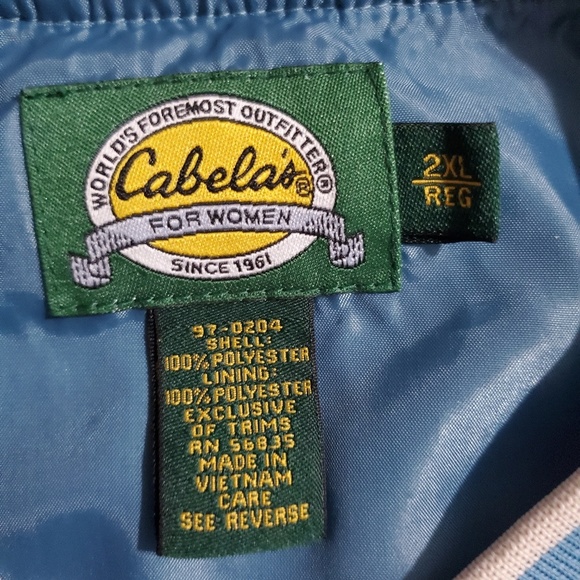 WORLD'S FOREMOST OUTFITTER®
Cabela's®
FOR WOMEN
SINCE 1961
2XL
REG
97-0204
SHELL:
100% POLYESTER
LINING:
100% POLYESTER
EXCLUSIVE
OF TRIMS
RN 56835
MADE IN
VIETNAM
CARE
SEE REVERSE